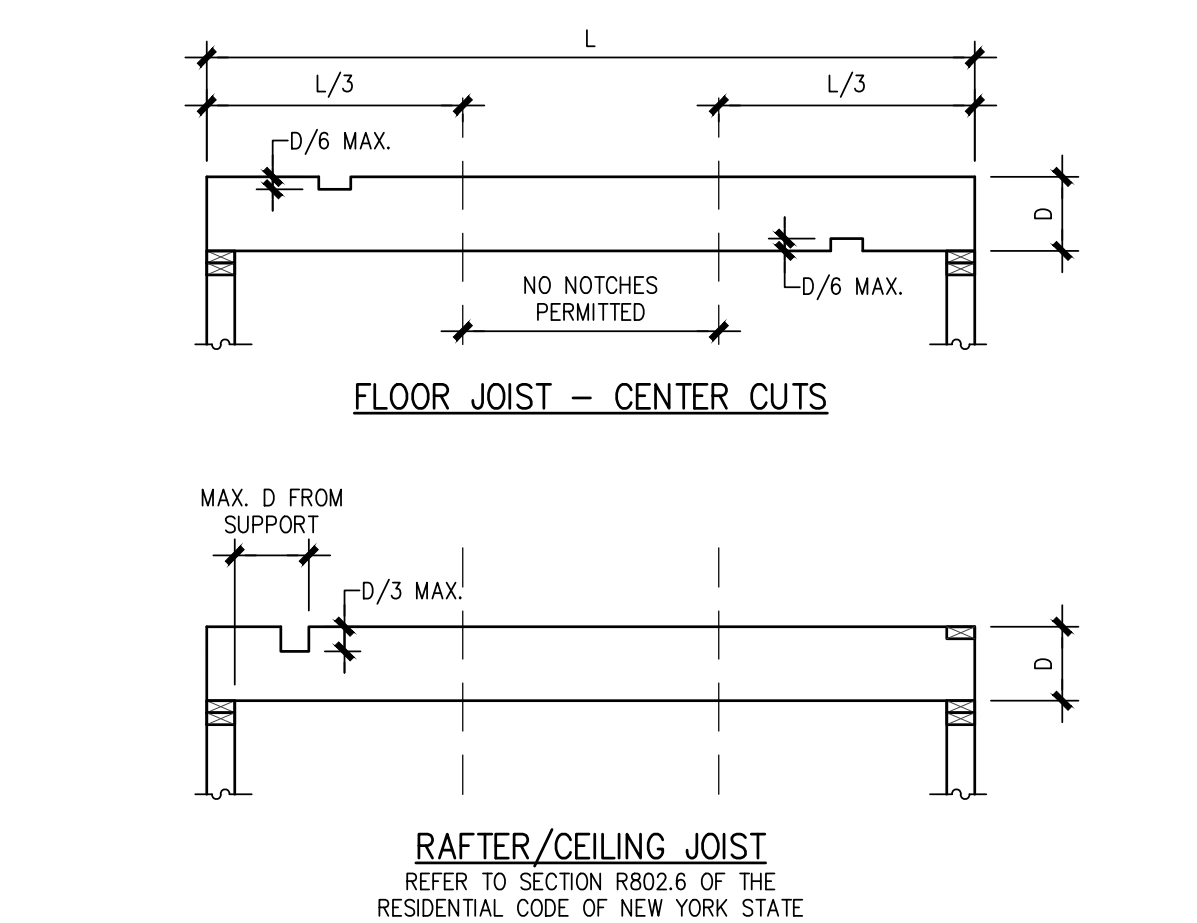 L
L/3
L/3
D/6 MAX.
D
NO NOTCHES
PERMITTED
D/6 MAX.
FLOOR JOIST – CENTER CUTS
MAX. D FROM
SUPPORT
D/3 MAX.
D
RAFTER/CEILING JOIST
REFER TO SECTION R802.6 OF THE
RESIDENTIAL CODE OF NEW YORK STATE